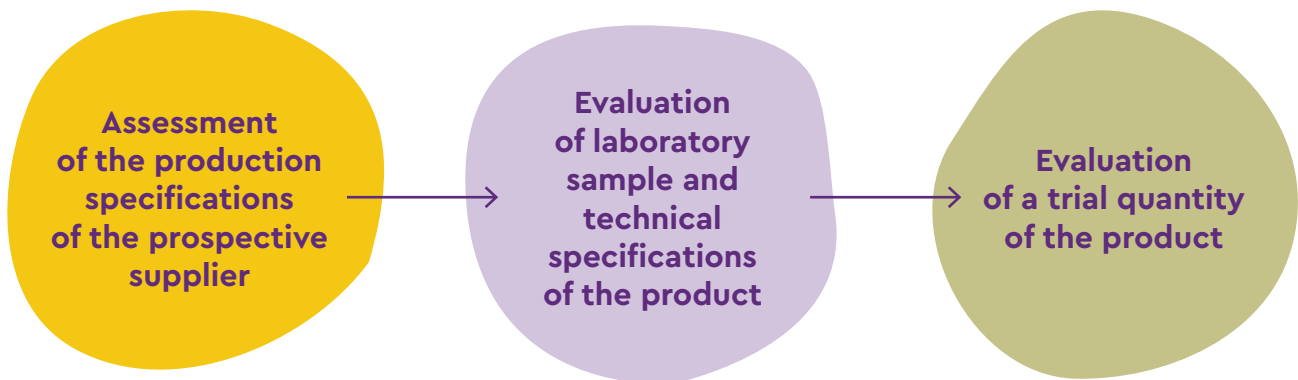 Assessment
of the production
specifications
of the prospective
supplier
Evaluation
of laboratory
sample and
technical
specifications
of the product
Evaluation
of a trial quantity
of the product